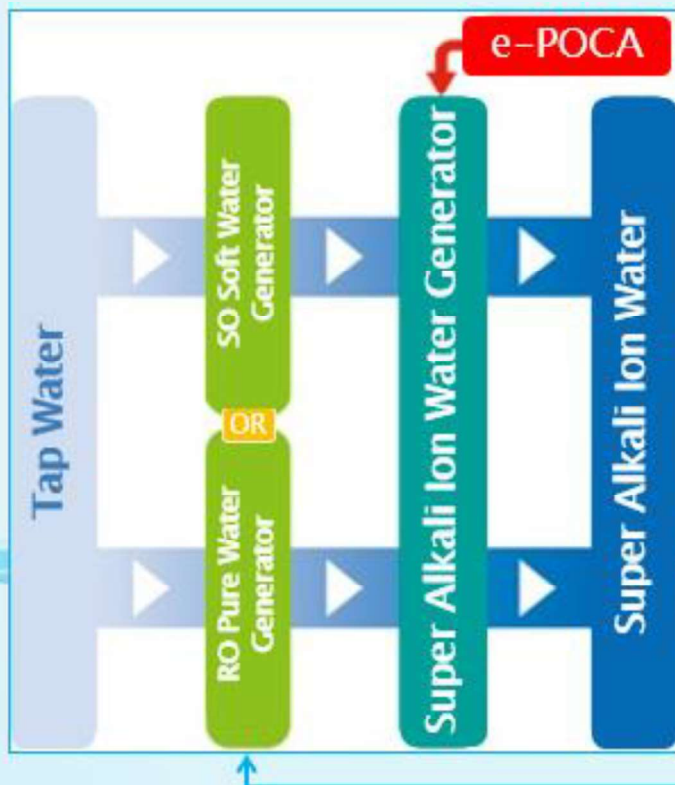 e-POCA
Tap Water
SO Soft Water
Generator
OR
RO Pure Water
Generator
Super Alkali Ion Water Generator
Super Alkali Ion Water